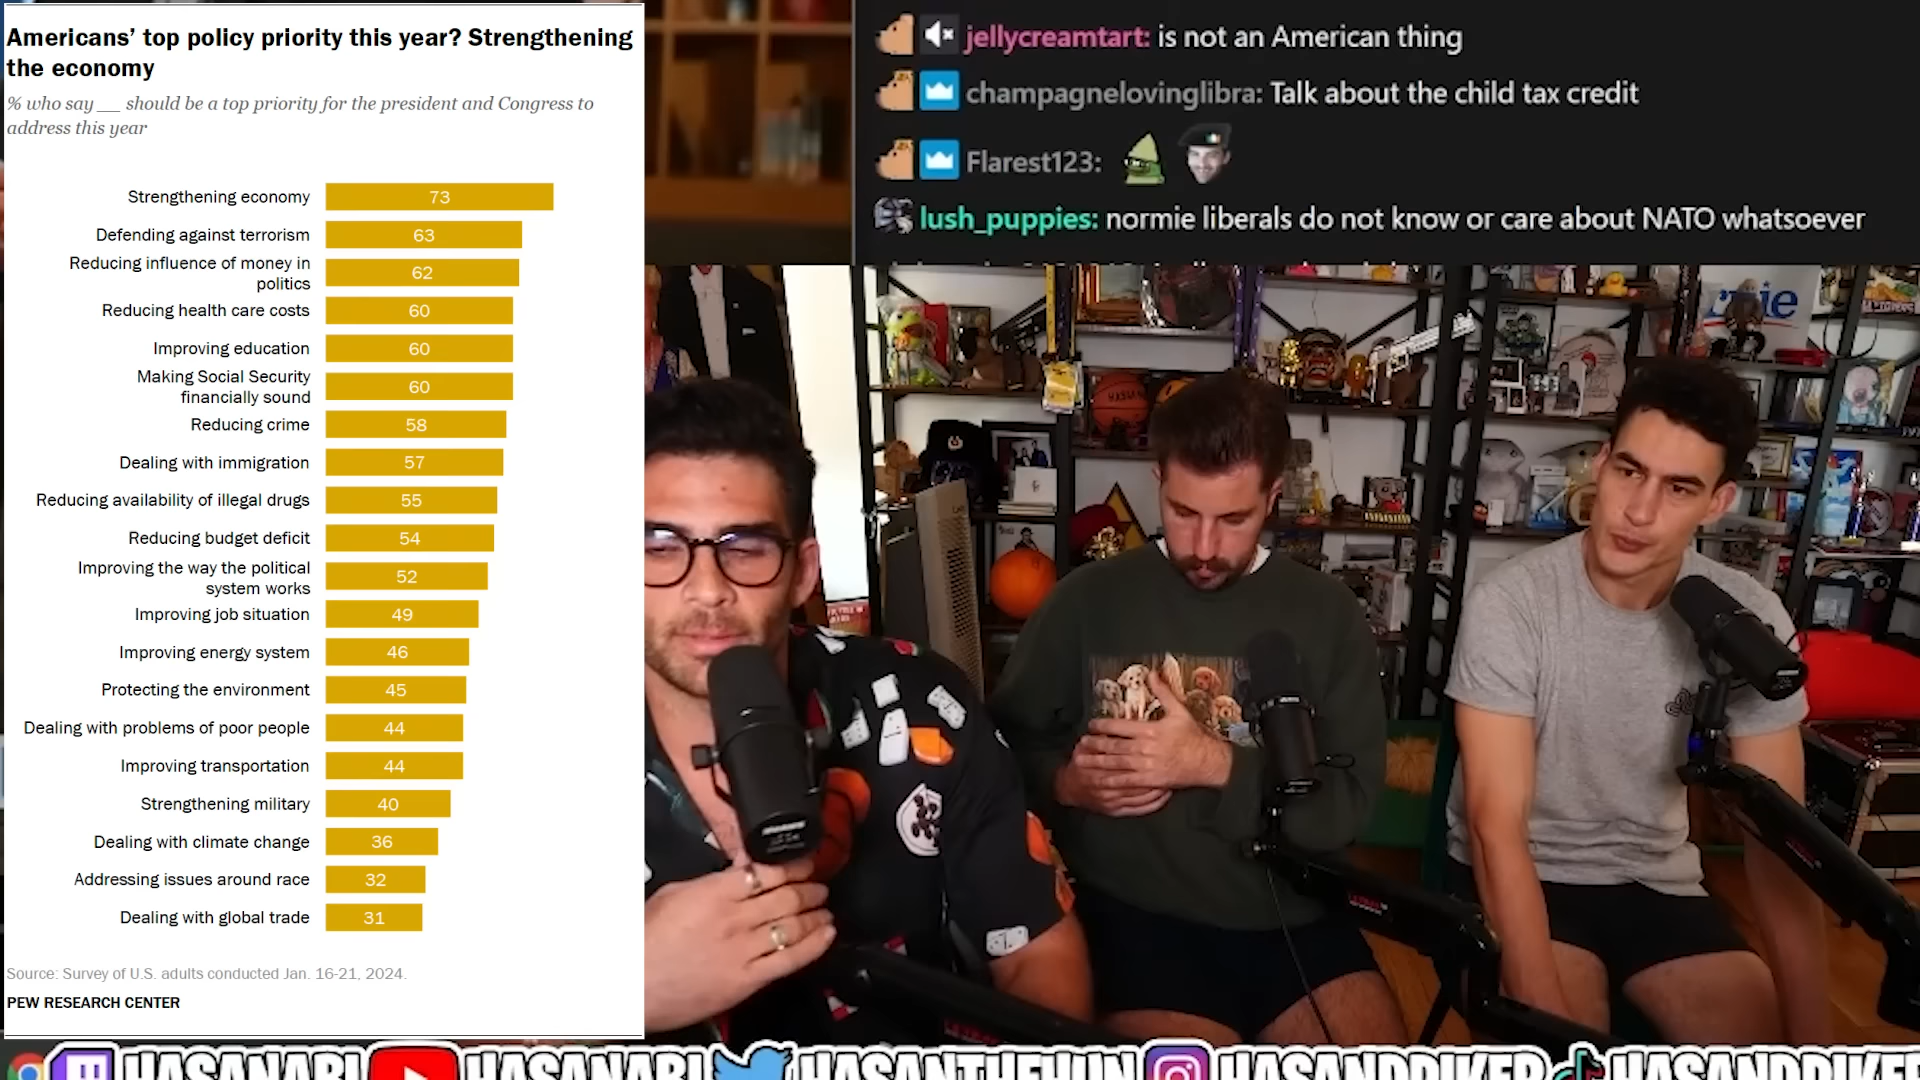 Americans’ top policy priority this year? Strengthening
the economy
% who say __ should be a top priority for the president and Congress to
address this year
Strengthening economy 73
Defending against terrorism 63
Reducing influence of money in
politics 62
Reducing health care costs 60
Improving education 60
Making Social Security
financially sound 60
Reducing crime 58
Dealing with immigration 57
Reducing availability of illegal drugs 55
Reducing budget deficit 54
Improving the way the political
system works 52
Improving job situation 49
Improving energy system 46
Protecting the environment 45
Dealing with problems of poor people 44
Improving transportation 44
Strengthening military 40
Dealing with climate change 36
Addressing issues around race 32
Dealing with global trade 31
Source: Survey of U.S. adults conducted Jan. 16-21, 2024.
PEW RESEARCH CENTER
jellycreamtart: is not an American thing
champagnelovinglibra: Talk about the child tax credit
Flarest123:
lush_puppies: normie liberals do not know or care about NATO whatsoever
HASANABI HASANABI HASANTHEHUN HASANDPIKER HASANDPIKER